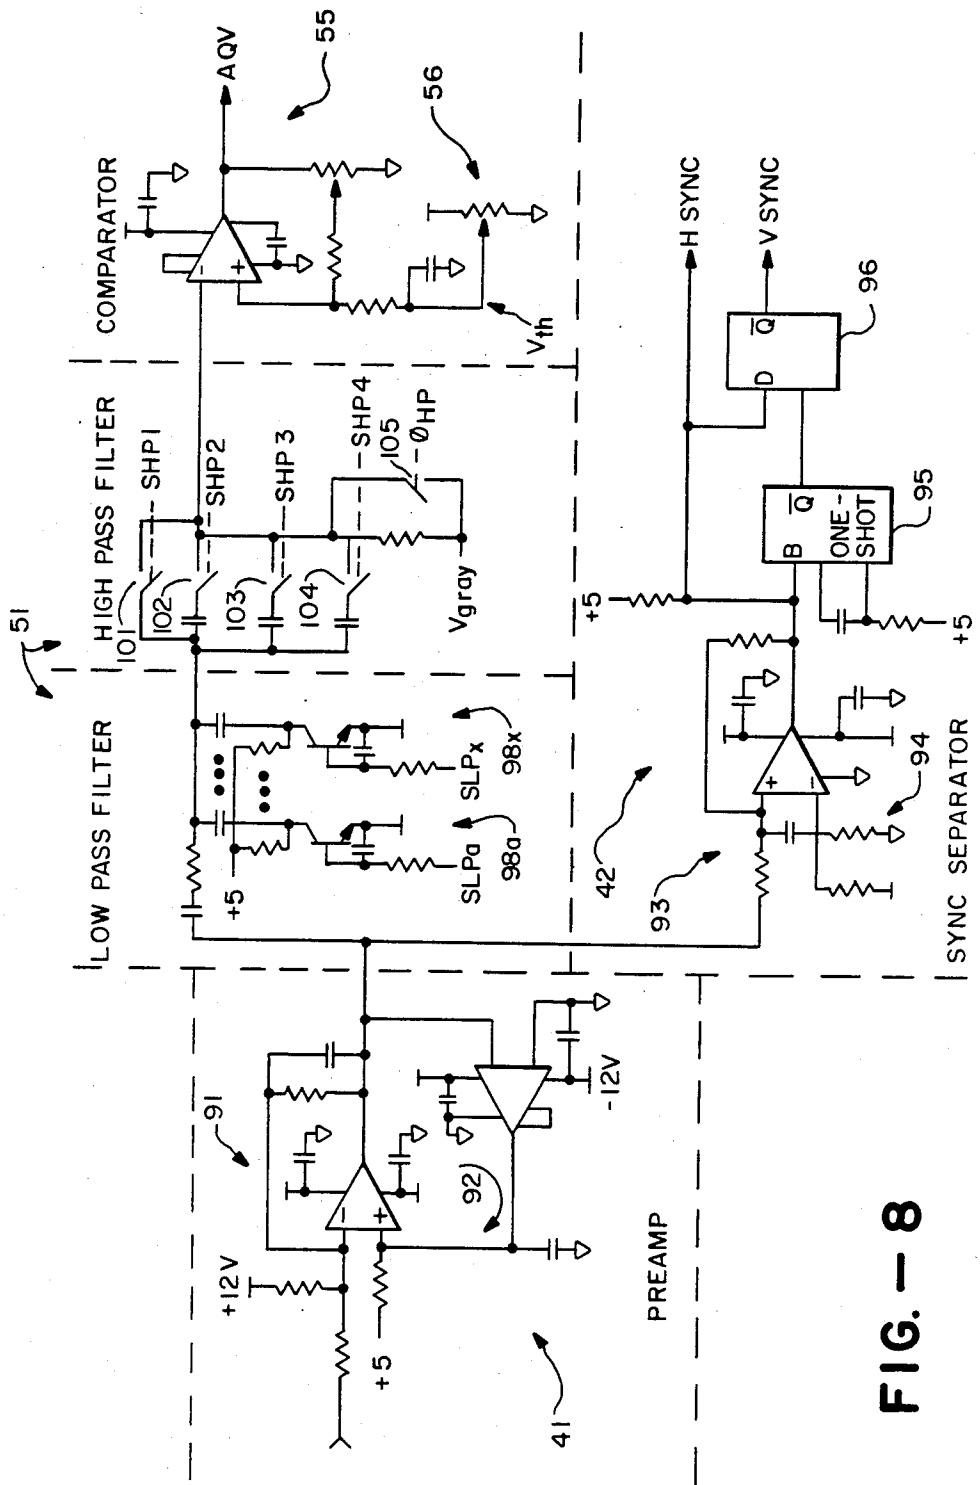 51
LOW PASS FILTER
HIGH PASS FILTER
COMPARATOR
101
SHP1
102
SHP2
103
SHP3
104
SHP4
105
ØHP
Vgray
-
+
AQV
55
56
Vth
+5
SLPa
98a
SLPx
98x
91
+12V
-
+
+5
92
-12V
41
PREAMP
42
93
+
-
94
+5
B
Q
ONE-
SHOT
95
+5
D
Q
96
H SYNC
V SYNC
SYNC SEPARATOR
FIG. — 8